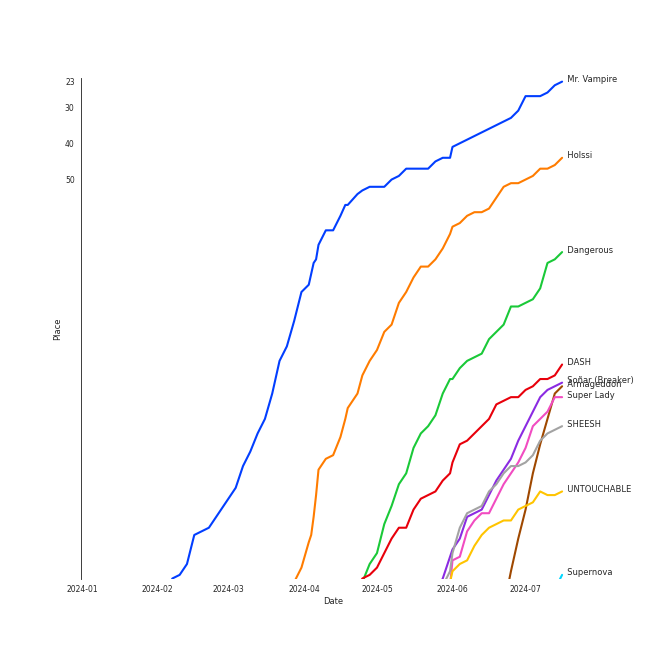 23
Mr. Vampire
30
40
Holssi
50
Dangerous
Place
DASH
Soñar (Breaker)
Armageddon
Super Lady
SHEESH
UNTOUCHABLE
Supernova
2024-01
2024-02
2024-03
2024-04
2024-05
2024-06
2024-07
Date